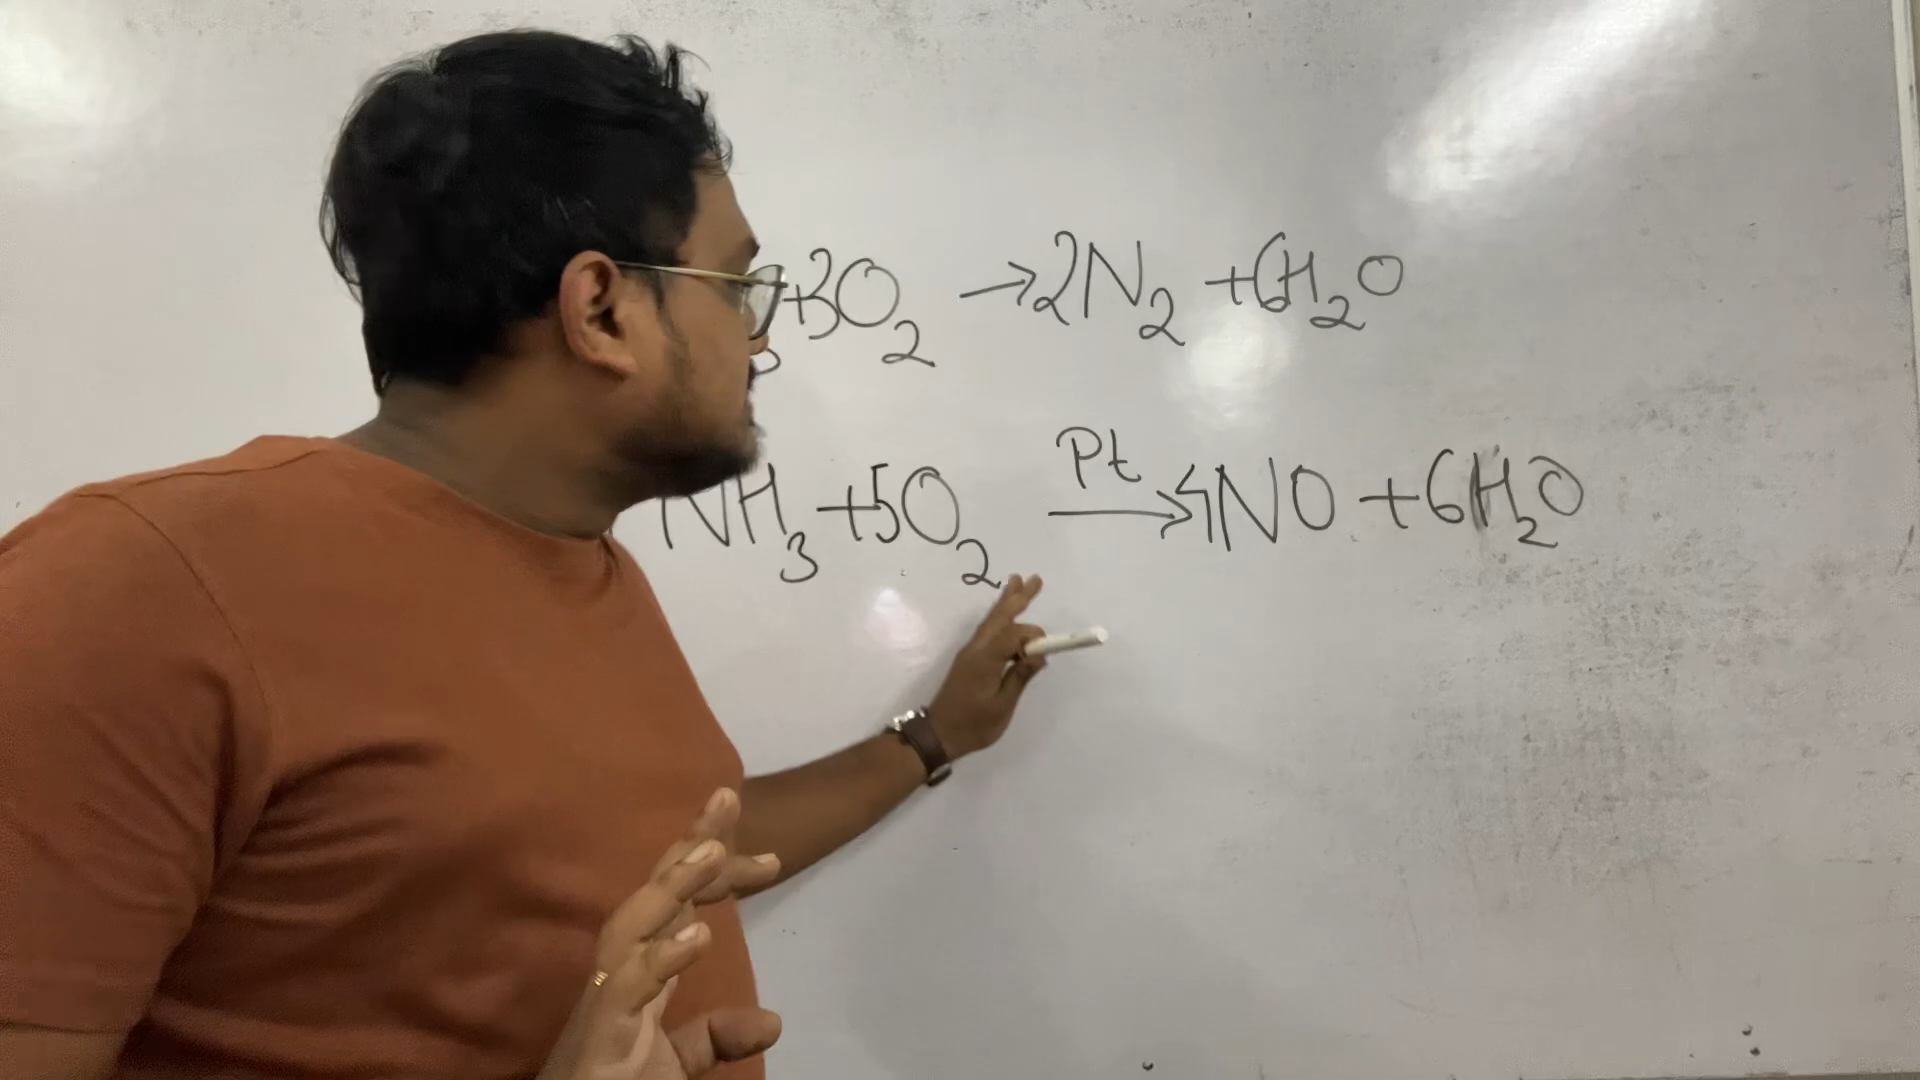 +3O₂ → 2N₂ + 6H₂O
Pt
NH₃ + 5O₂ → 4NO + 6H₂O